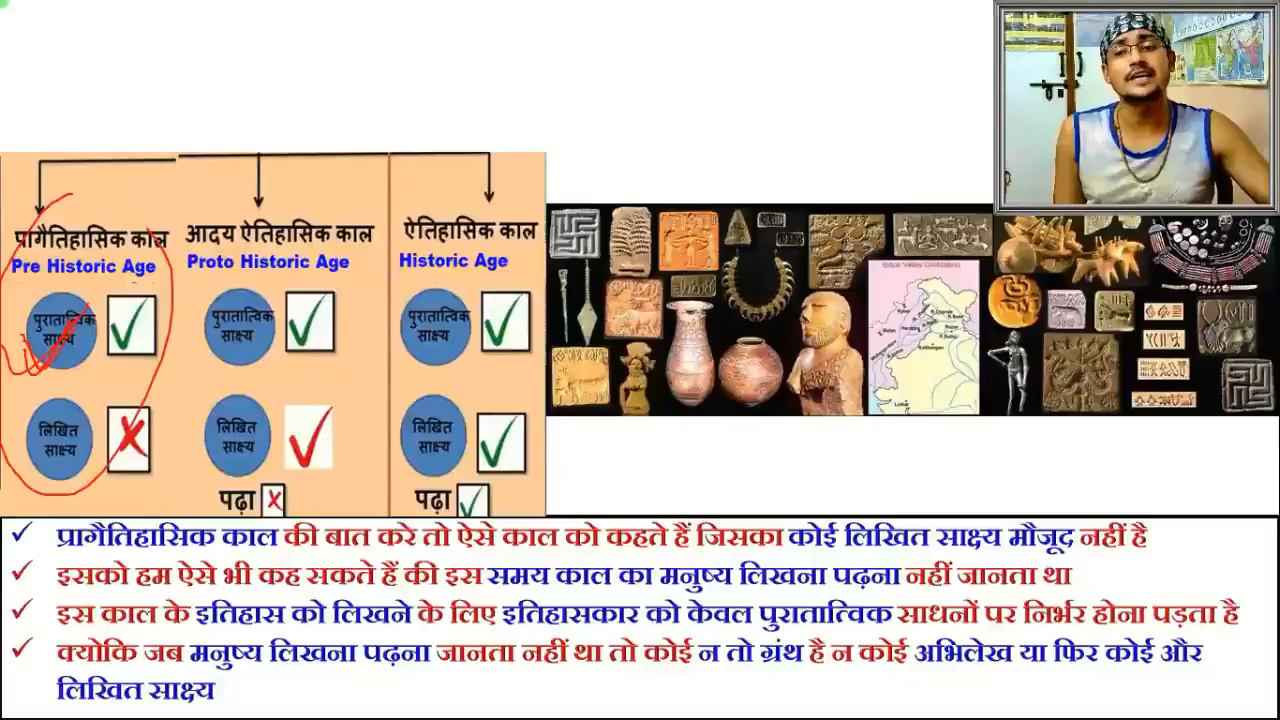 प्रागैतिहासिक काल
Pre Historic Age
पुरातात्विक
साक्ष्य
लिखित
साक्ष्य
आदय ऐतिहासिक काल
Proto Historic Age
पुरातात्विक
साक्ष्य
लिखित
साक्ष्य
पढ़ा
ऐतिहासिक काल
Historic Age
पुरातात्विक
साक्ष्य
लिखित
साक्ष्य
पढ़ा
प्रागैतिहासिक काल की बात करे तो ऐसे काल को कहते हैं जिसका कोई लिखित साक्ष्य मौजूद नहीं है
इसको हम ऐसे भी कह सकते हैं की इस समय काल का मनुष्य लिखना पढ़ना नहीं जानता था
इस काल के इतिहास को लिखने के लिए इतिहासकार को केवल पुरातात्विक साधनों पर निर्भर होना पड़ता है
क्योकि जब मनुष्य लिखना पढ़ना जानता नहीं था तो कोई न तो ग्रंथ है न कोई अभिलेख या फिर कोई और
लिखित साक्ष्य